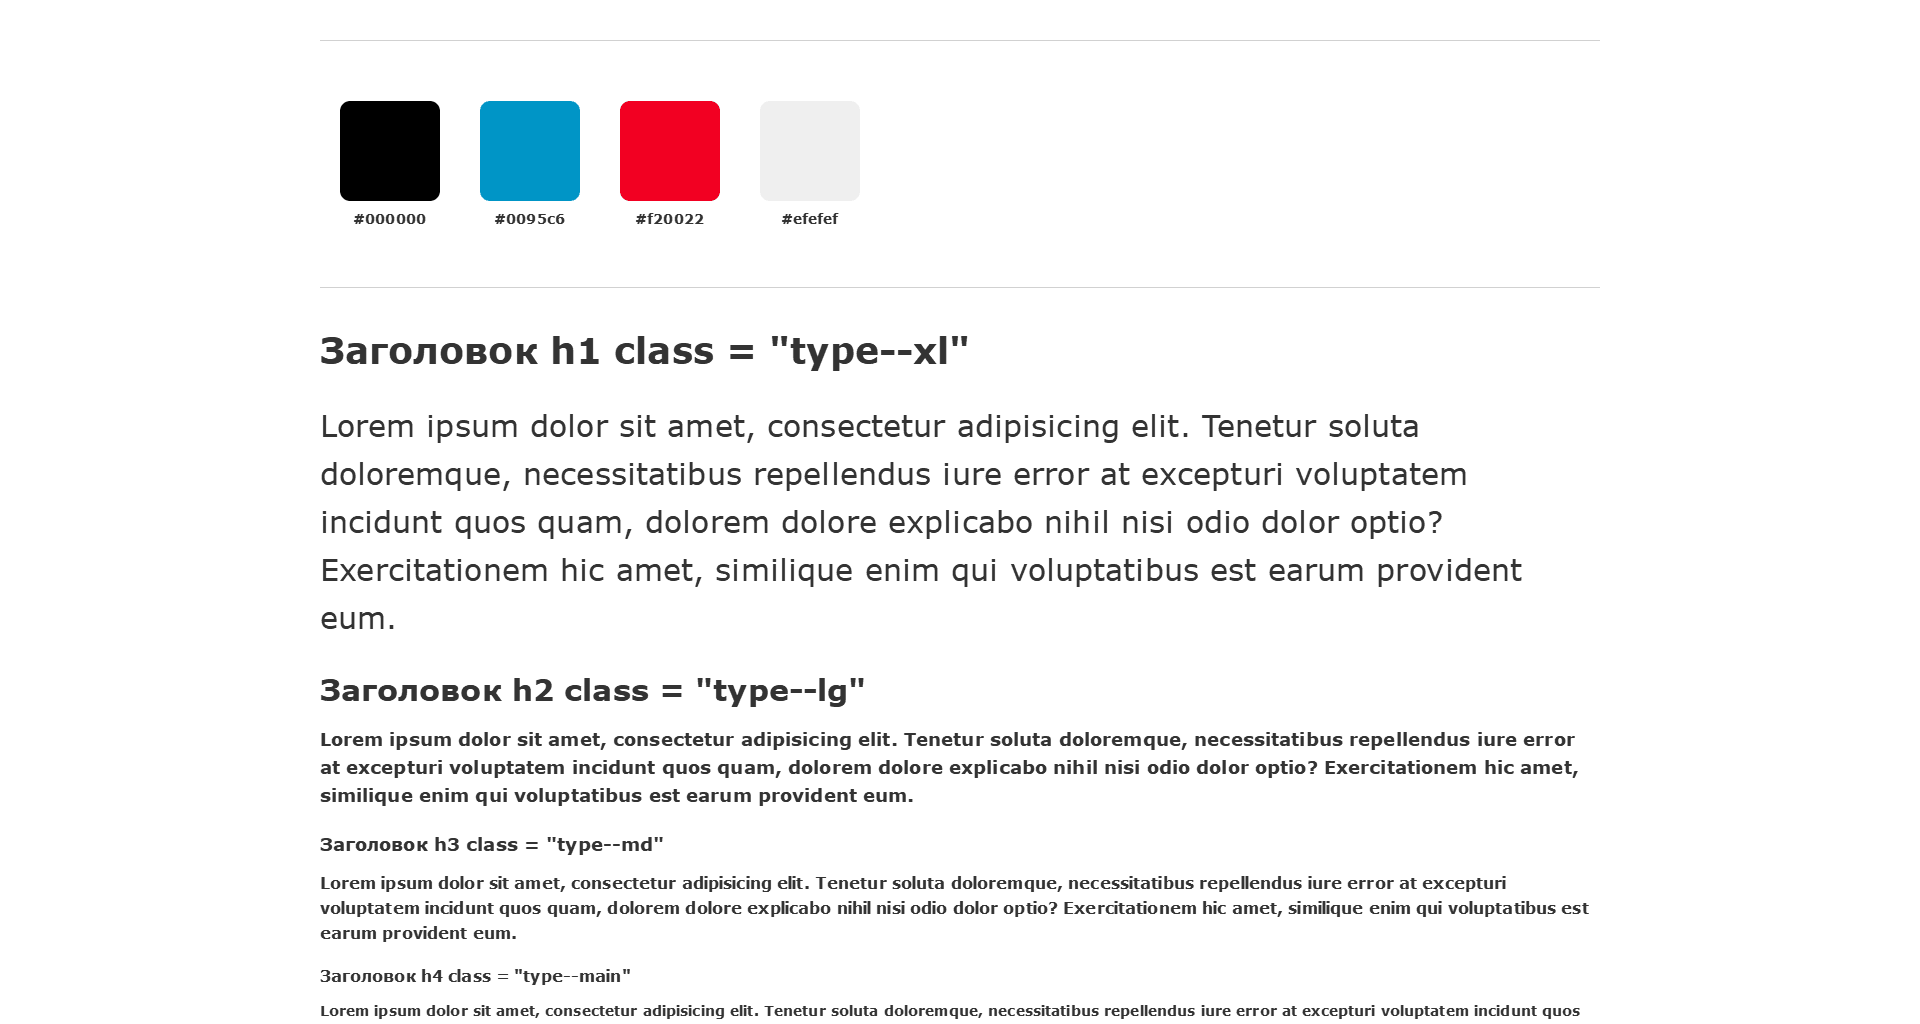 #000000 #0095c6 #f20022 #efefef
Заголовок h1 class = "type--xl"
Lorem ipsum dolor sit amet, consectetur adipisicing elit. Tenetur soluta
doloremque, necessitatibus repellendus iure error at excepturi voluptatem
incidunt quos quam, dolorem dolore explicabo nihil nisi odio dolor optio?
Exercitationem hic amet, similique enim qui voluptatibus est earum provident
eum.
Заголовок h2 class = "type--lg"
Lorem ipsum dolor sit amet, consectetur adipisicing elit. Tenetur soluta doloremque, necessitatibus repellendus iure error
at excepturi voluptatem incidunt quos quam, dolorem dolore explicabo nihil nisi odio dolor optio? Exercitationem hic amet,
similique enim qui voluptatibus est earum provident eum.
Заголовок h3 class = "type--md"
Lorem ipsum dolor sit amet, consectetur adipisicing elit. Tenetur soluta doloremque, necessitatibus repellendus iure error at excepturi
voluptatem incidunt quos quam, dolorem dolore explicabo nihil nisi odio dolor optio? Exercitationem hic amet, similique enim qui voluptatibus est
earum provident eum.
Заголовок h4 class = "type--main"
Lorem ipsum dolor sit amet, consectetur adipisicing elit. Tenetur soluta doloremque, necessitatibus repellendus iure error at excepturi voluptatem incidunt quos